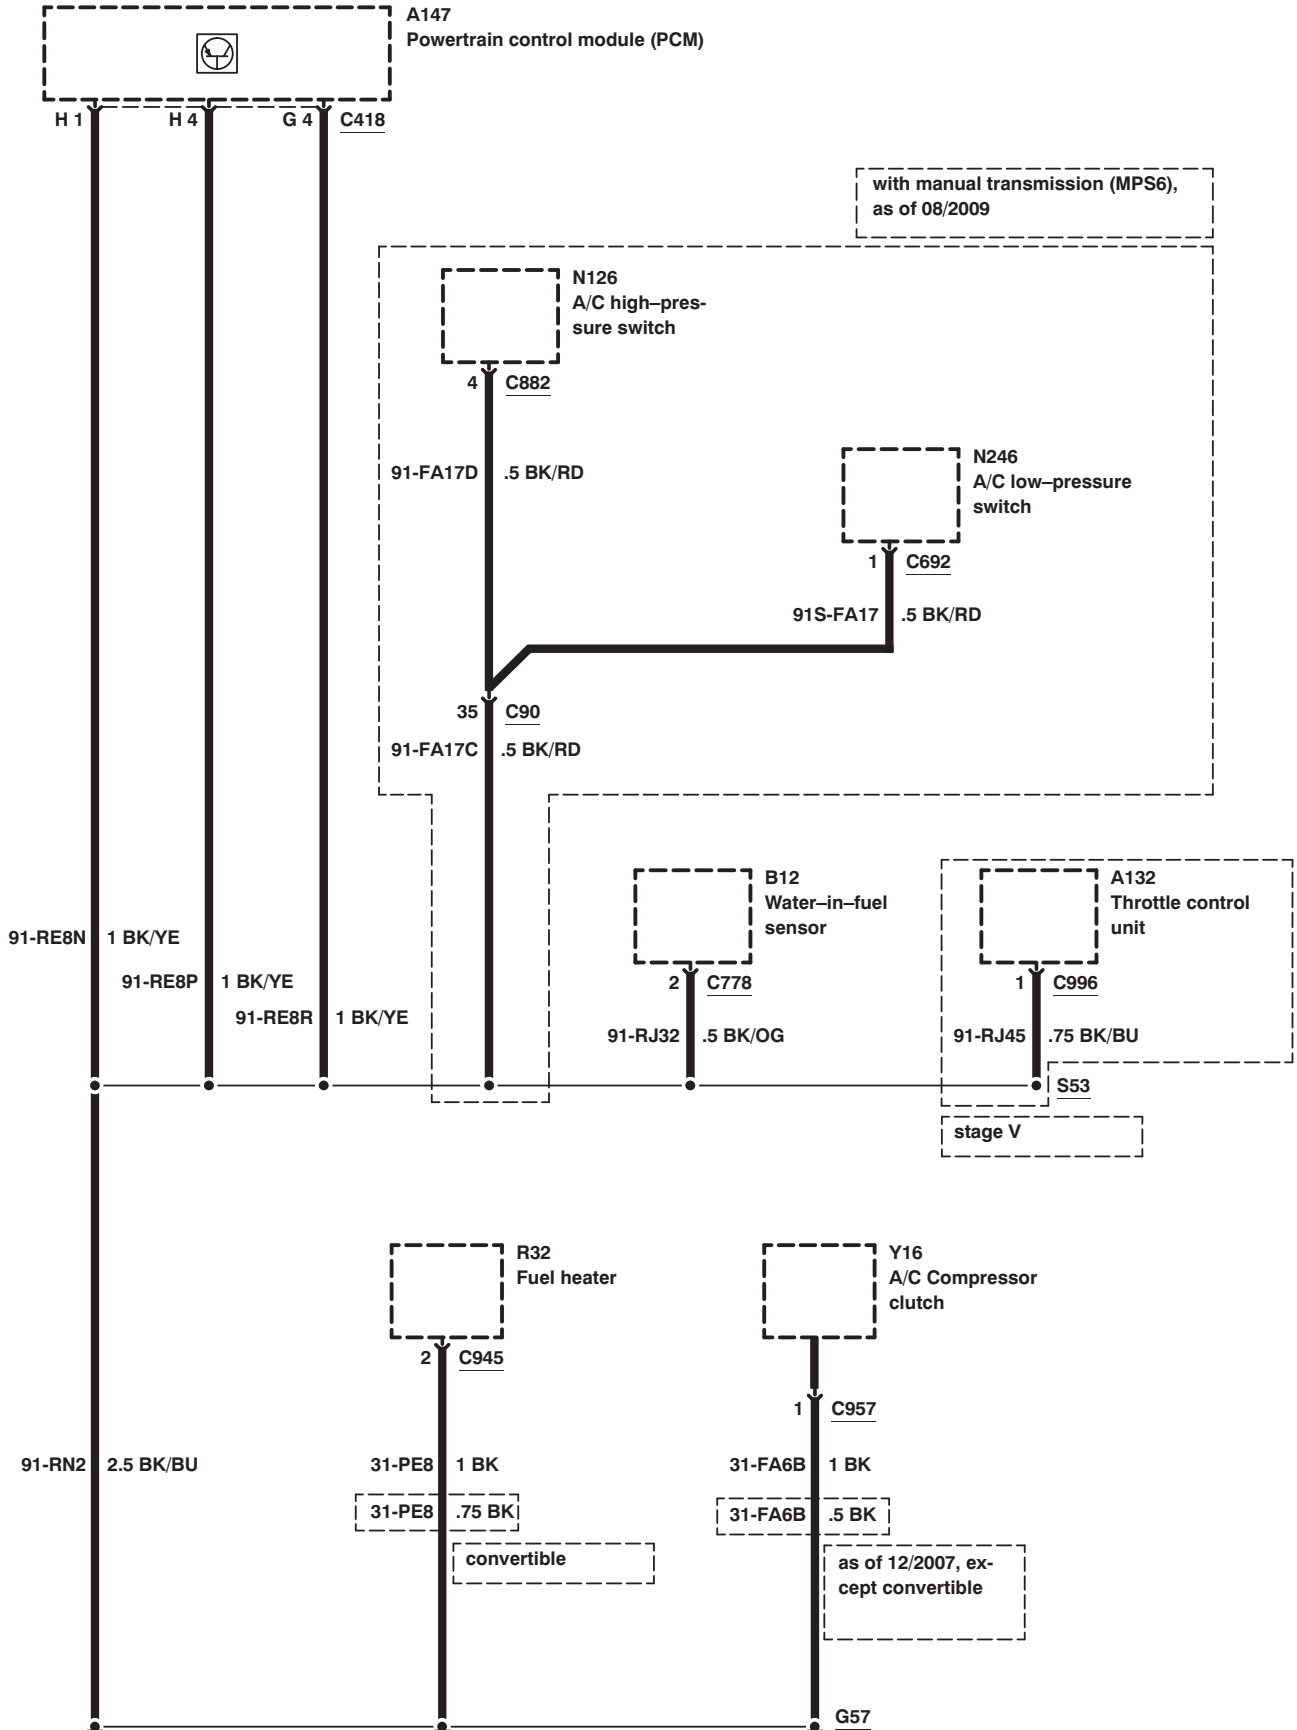 A147
Powertrain control module (PCM)
H 1
H 4
G 4
C418
with manual transmission (MPS6),
as of 08/2009
N126
A/C high–pres-
sure switch
4
C882
91-FA17D
.5 BK/RD
N246
A/C low–pressure
switch
1
C692
91S-FA17
.5 BK/RD
35
C90
91-FA17C
.5 BK/RD
B12
Water–in–fuel
sensor
A132
Throttle control
unit
91-RE8N
1 BK/YE
91-RE8P
1 BK/YE
91-RE8R
1 BK/YE
2
C778
1
C996
91-RJ32
.5 BK/OG
91-RJ45
.75 BK/BU
S53
stage V
R32
Fuel heater
Y16
A/C Compressor
clutch
2
C945
1
C957
91-RN2
2.5 BK/BU
31-PE8
1 BK
31-FA6B
1 BK
31-PE8
.75 BK
31-FA6B
.5 BK
convertible
as of 12/2007, ex-
cept convertible
G57